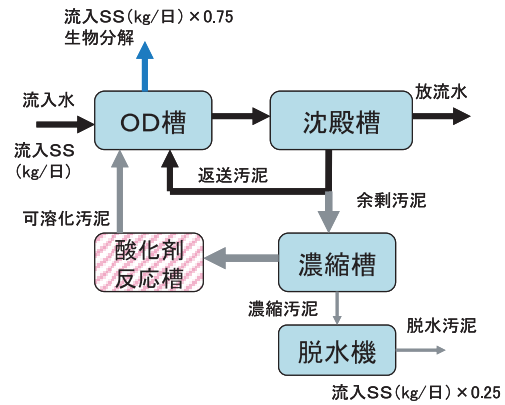 流入SS(kg/日)×0.75
生物分解
流入水
OD槽
沈殿槽
放流水
流入SS
(kg/日)
返送汚泥
余剰汚泥
可溶化汚泥
酸化剤
反応槽
濃縮槽
濃縮汚泥
脱水機
脱水汚泥
流入SS(kg/日)×0.25